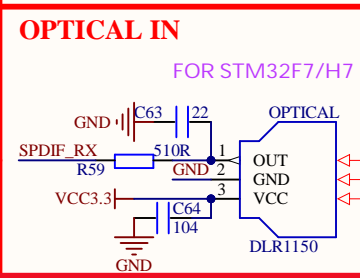 OPTICAL IN
FOR STM32F7/H7
C63 22
GND
OPTICAL
SPDIF_RX
510R
1
OUT
R59
GND 2
GND
VCC3.3
3
VCC
C64
104
DLR1150
GND